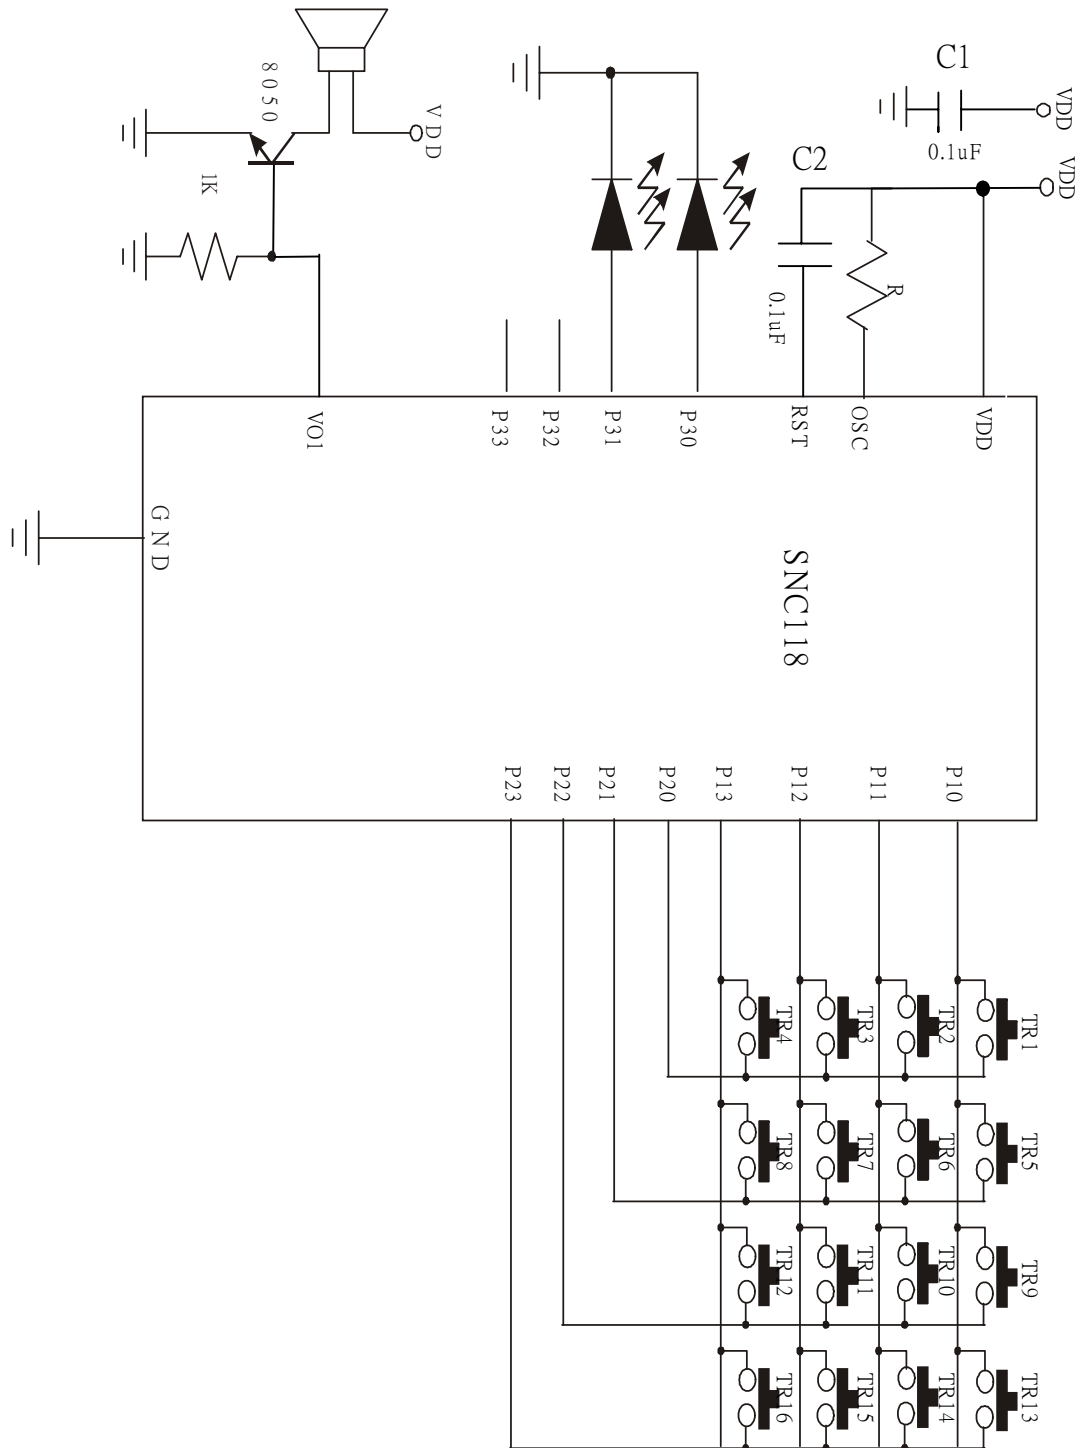 C1
0.1uF
VDD
VDD
C2
0.1uF
R
8050
VDD
1K
VO1
P33
P32
P31
P30
RST
OSC
VDD
GND
SNC118
P23
P22
P21
P20
P13
P12
P11
P10
TR4
TR3
TR2
TR1
TR8
TR7
TR6
TR5
TR12
TR11
TR10
TR9
TR16
TR15
TR14
TR13